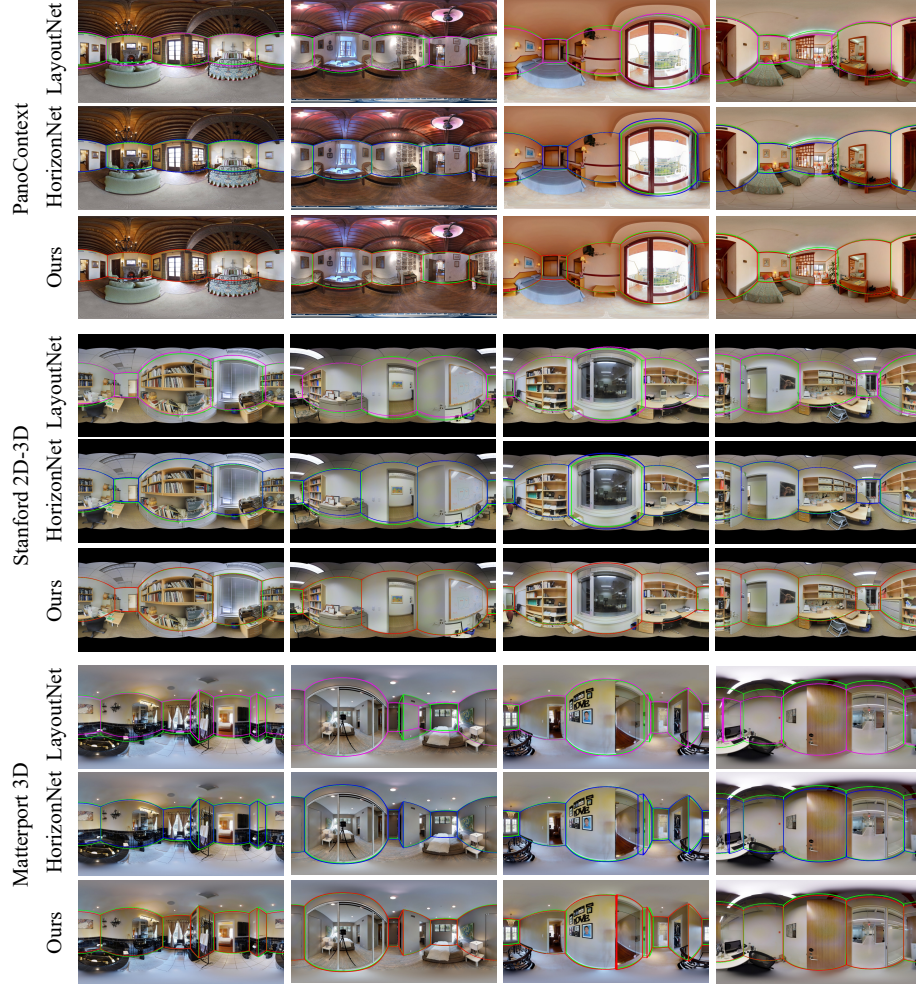 PanoContext
LayoutNet
HorizonNet
Ours
Stanford 2D-3D
LayoutNet
HorizonNet
Ours
Matterport 3D
LayoutNet
HorizonNet
Ours